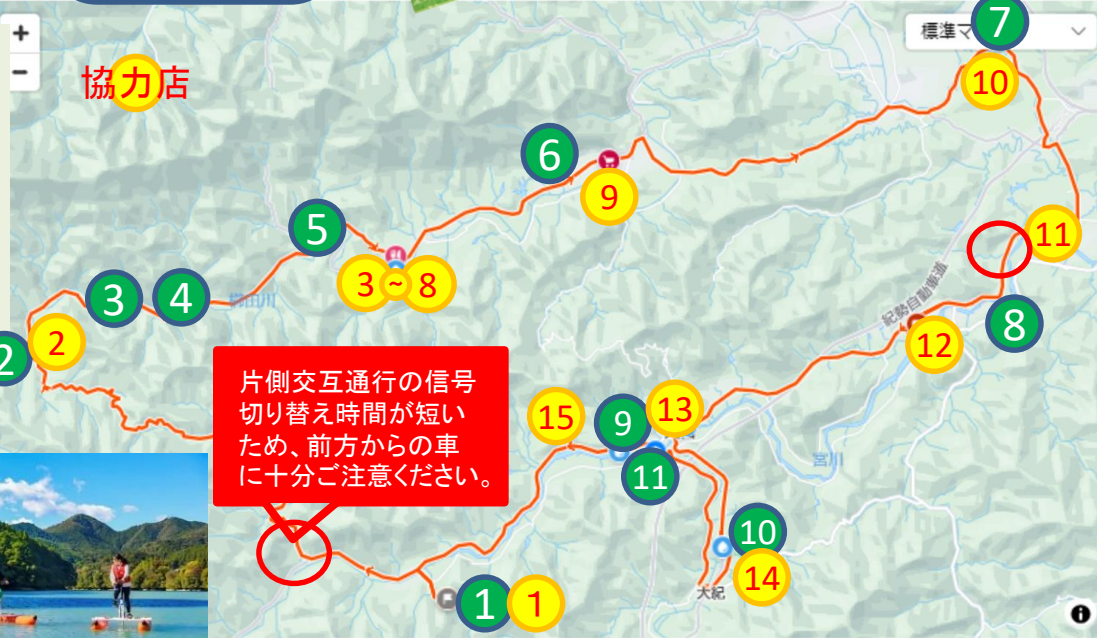 +
−
協力店
標準マ
7
10
6
9
5
11
3 ~ 8
3
4
櫛田川
紀勢自動車道
8
2
2
12
片側交互通行の信号
切り替え時間が短い
ため、前方からの車
に十分ご注意ください。
15
9
13
宮川
11
10
14
大紀
1
1
i